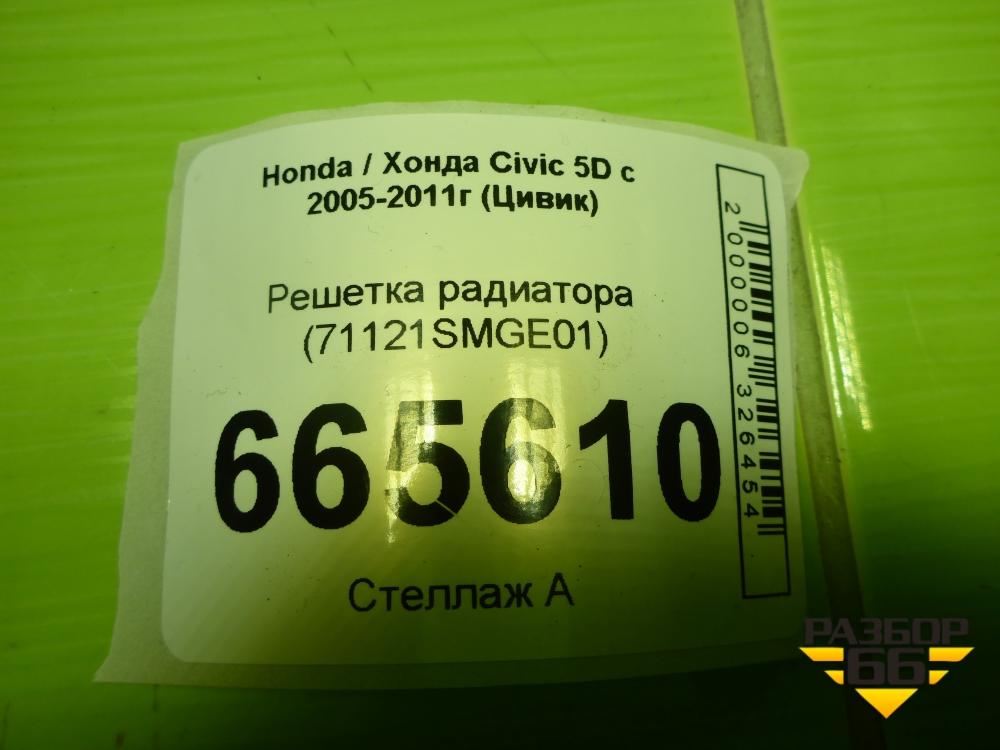 Honda / Хонда Civic 5D с
2005-2011г (Цивик)
Решетка радиатора
(71121SMGE01)
665610
Стеллаж А
2000006326454
РАЗБОР
66